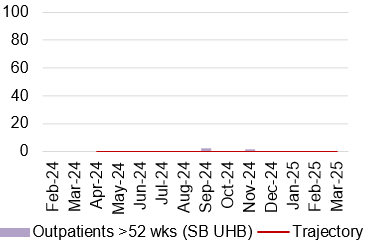 100
80
60
40
20
0
Feb-24
Mar-24
Apr-24
May-24
Jun-24
Jul-24
Aug-24
Sep-24
Oct-24
Nov-24
Dec-24
Jan-25
Feb-25
Mar-25
Outpatients >52 wks (SB UHB) Trajectory